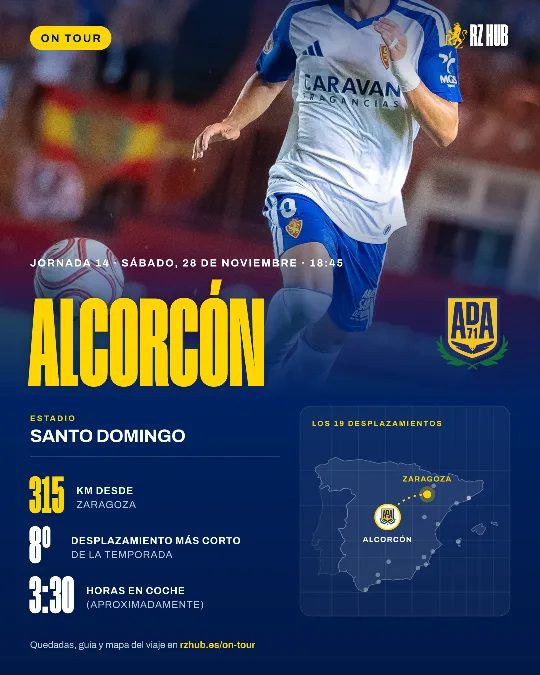 ON TOUR
RZ HUB
CARAVAN
FRAGANCIAS
MGS
JORNADA 14 · SÁBADO, 28 DE NOVIEMBRE · 18:45
ALCORCÓN
ADA
71
ESTADIO
SANTO DOMINGO
315 KM DESDE
ZARAGOZA
8º DESPLAZAMIENTO MÁS CORTO
DE LA TEMPORADA
3:30 HORAS EN COCHE
(APROXIMADAMENTE)
LOS 19 DESPLAZAMIENTOS
ZARAGOZA
ALCORCÓN
Quedadas, guía y mapa del viaje en rzhub.es/on-tour